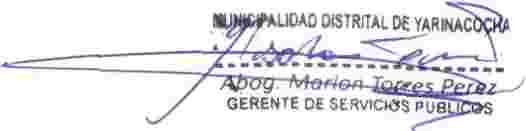 MUNICIPALIDAD DISTRITAL DE YARINACOCHA
Abog. Marlon Torres Perez
GERENTE DE SERVICIOS PUBLICOS